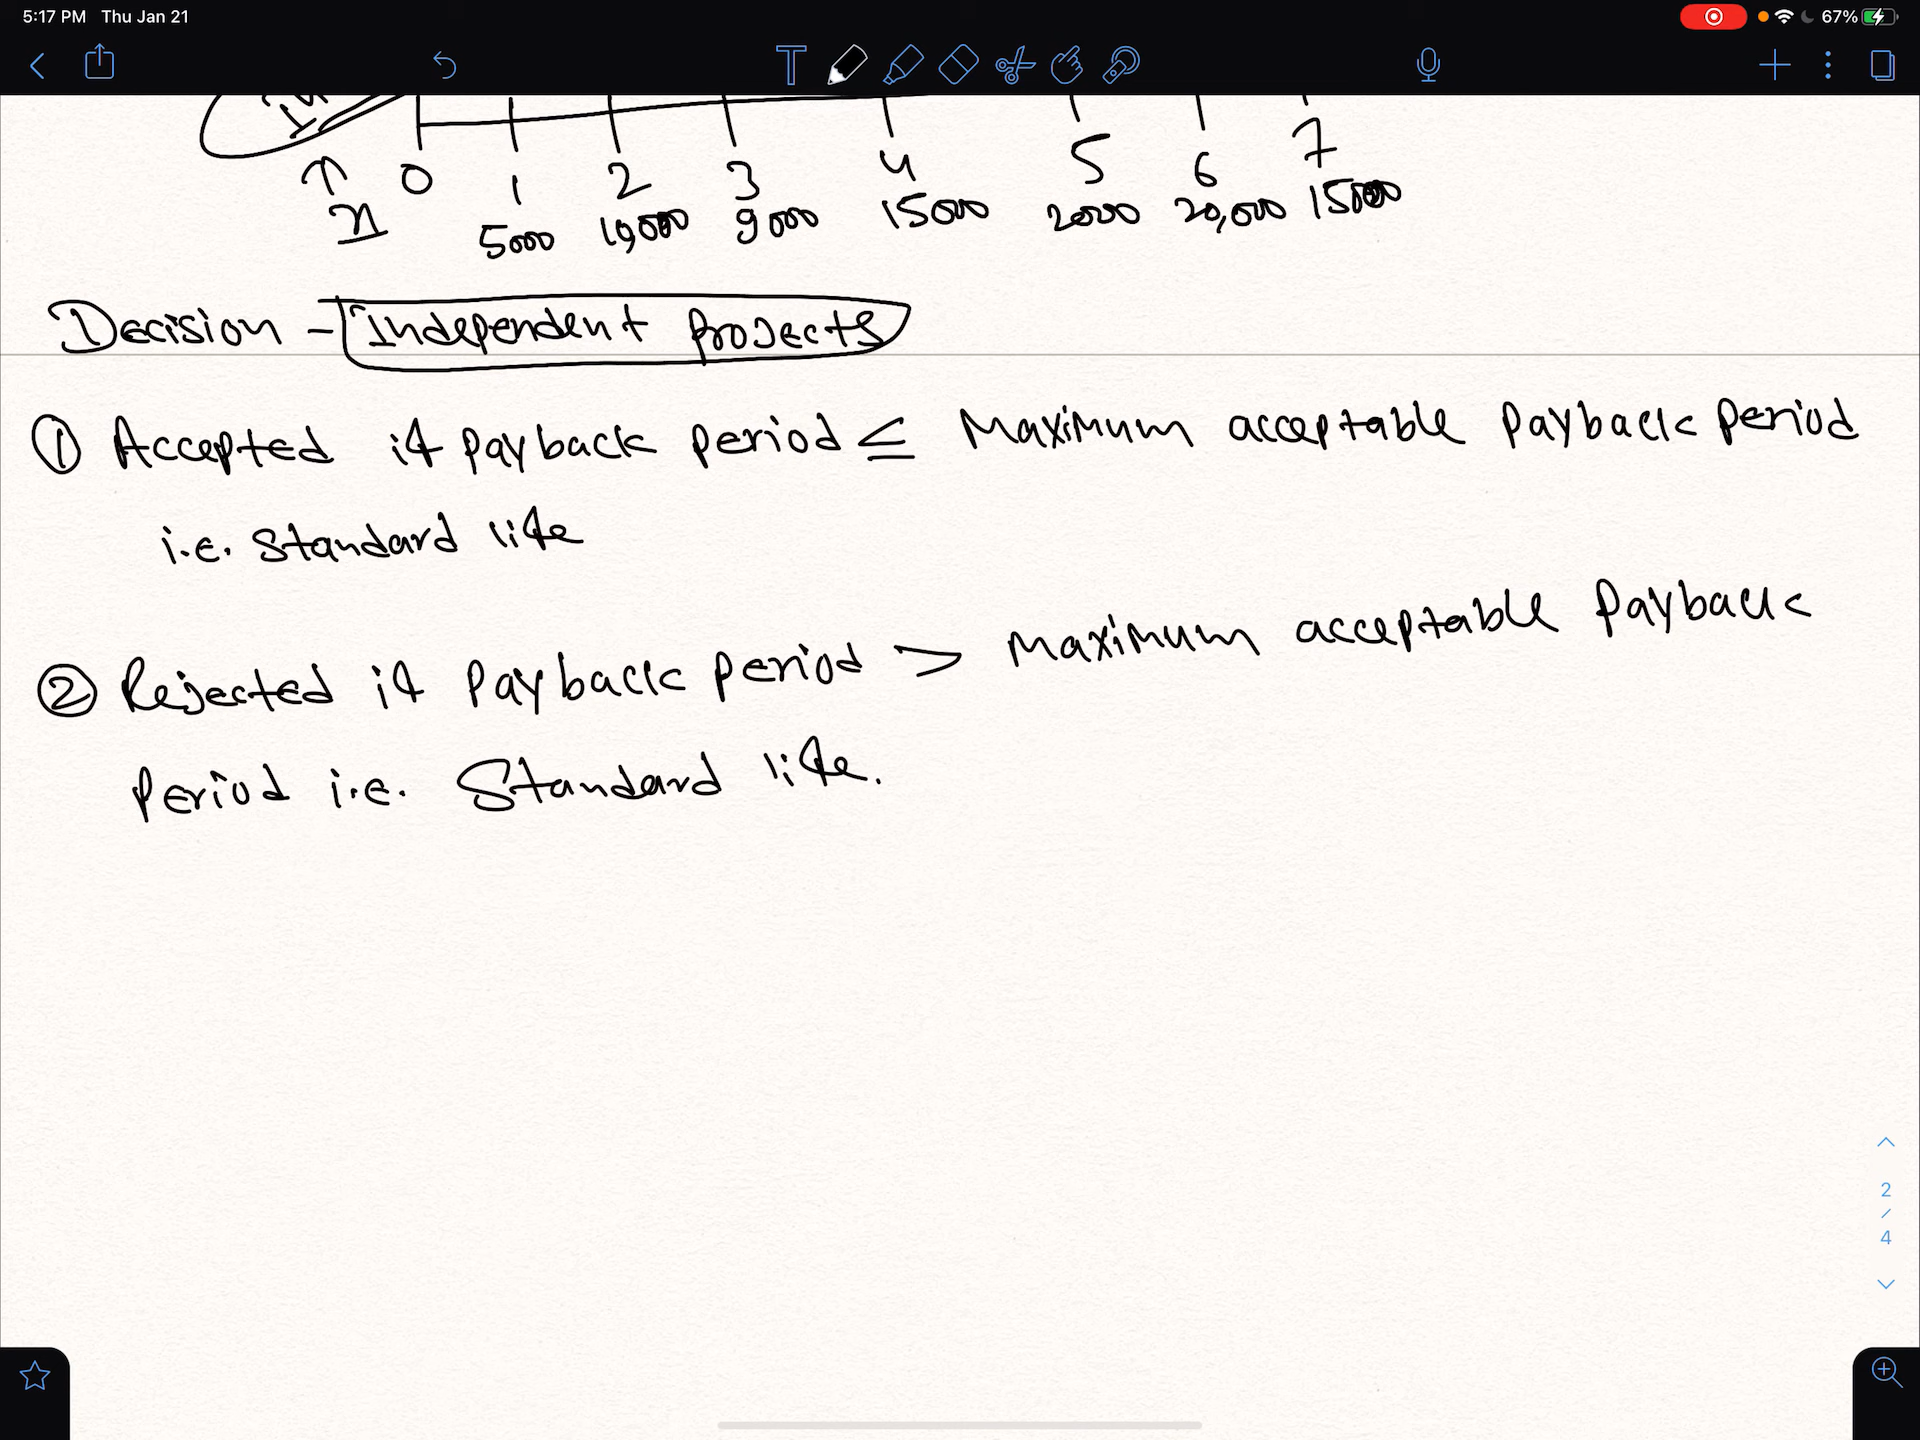 5:17 PM Thu Jan 21
67%
0 1 2 3 4 5 6 7
5000 10,000 9000 15000 2000 20,000 15000
Decision - Independent Projects
① Accepted if payback period ≤ Maximum acceptable Payback Period
i.e. standard life
② Rejected if Payback period > Maximum acceptable Payback
Period i.e. Standard life.
2
/
4